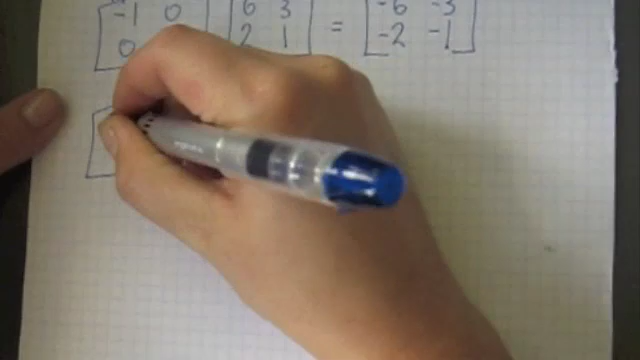 [-1 0] [6 3] = [-6 -3]
[0 [2 1] [-2 -1]